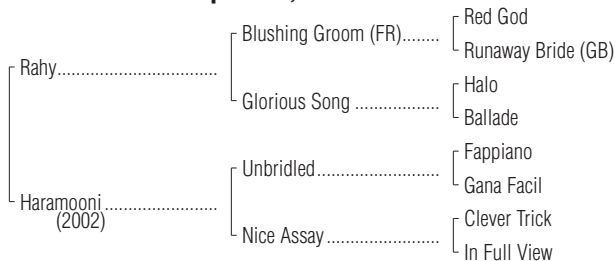 Red God
Blushing Groom (FR)........
Runaway Bride (GB)
Rahy..................................
Halo
Glorious Song ..................
Ballade
Fappiano
Unbridled..........................
Gana Facil
Haramooni ........................
(2002)
Clever Trick
Nice Assay ........................
In Full View